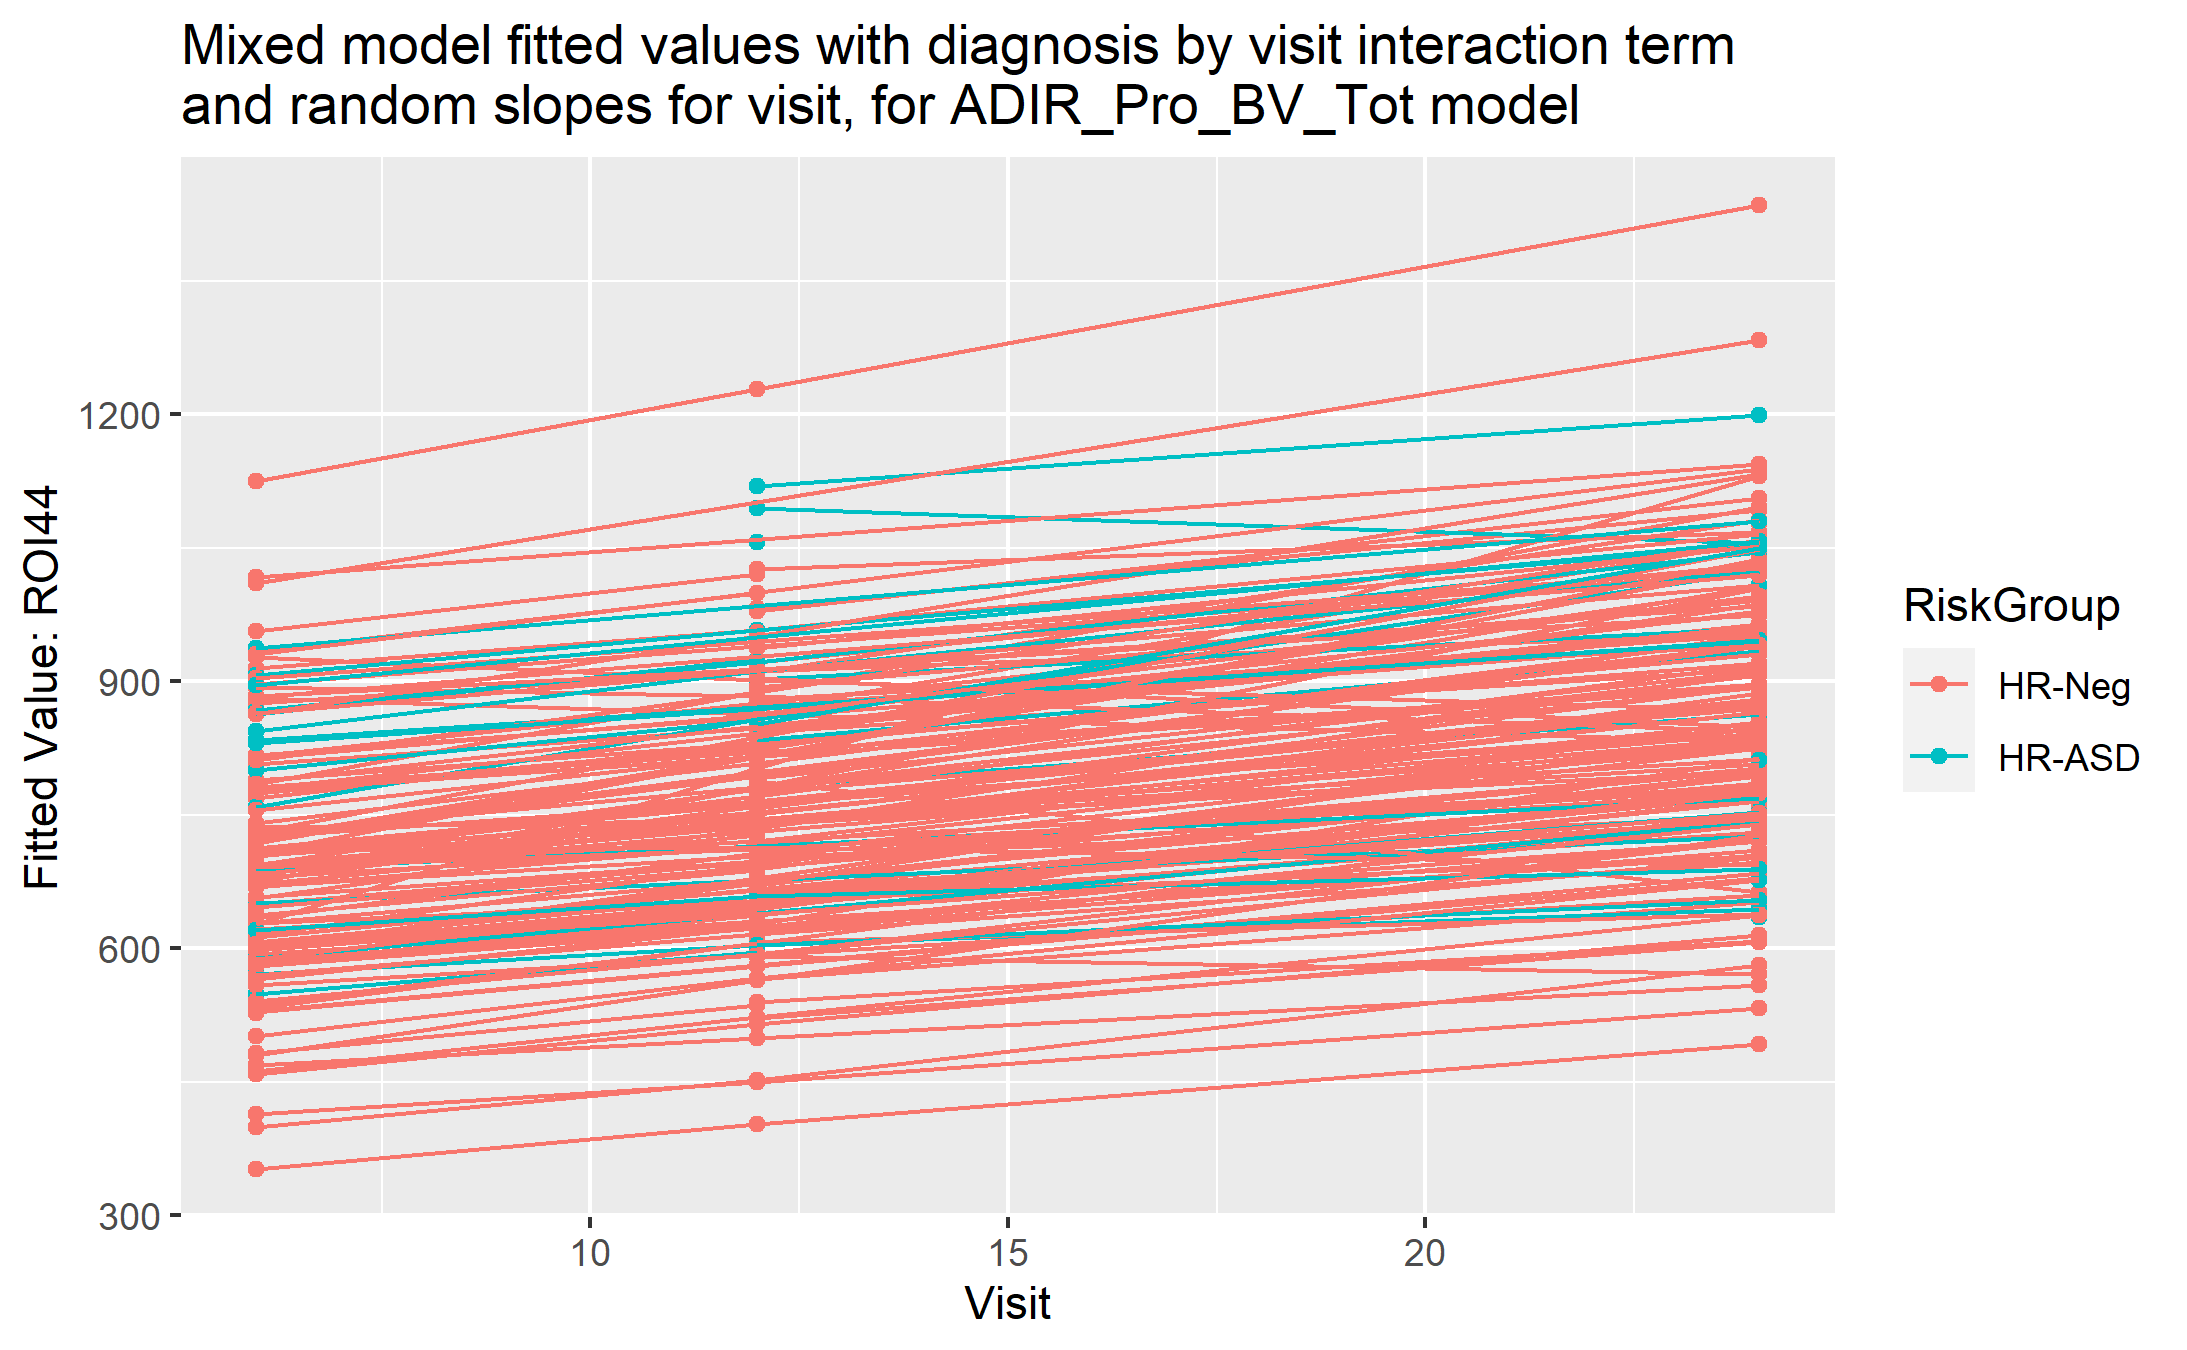 Mixed model fitted values with diagnosis by visit interaction term
and random slopes for visit, for ADIR_Pro_BV_Tot model
Fitted Value: ROI44
1200
900
600
300
10
15
20
Visit
RiskGroup
HR-Neg
HR-ASD